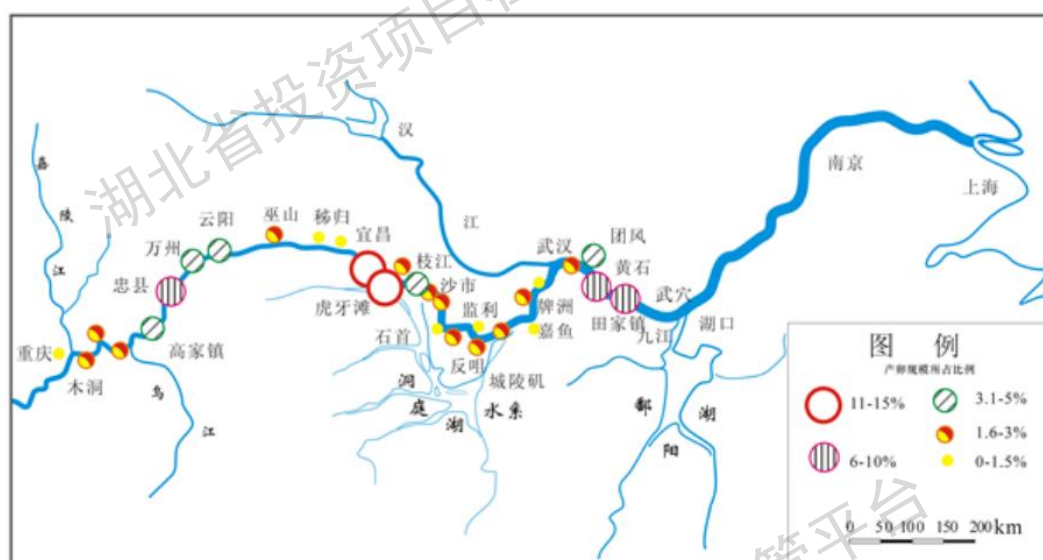 湖北省投资项目在
管平台
嘉陵江
汉江
云阳
巫山
秭归
宜昌
万州
忠县
虎牙滩
枝江
沙市
监利
石首
反咀
城陵矶
洞庭湖水系
武汉
团风
黄石
牌洲
嘉鱼
田家镇
武穴
九江
湖口
南京
上海
重庆
木洞
高家镇
乌江
鄱阳湖
图 例
产卵规模所占比例
11-15%
3.1-5%
6-10%
1.6-3%
0-1.5%
0 50 100 150 200km